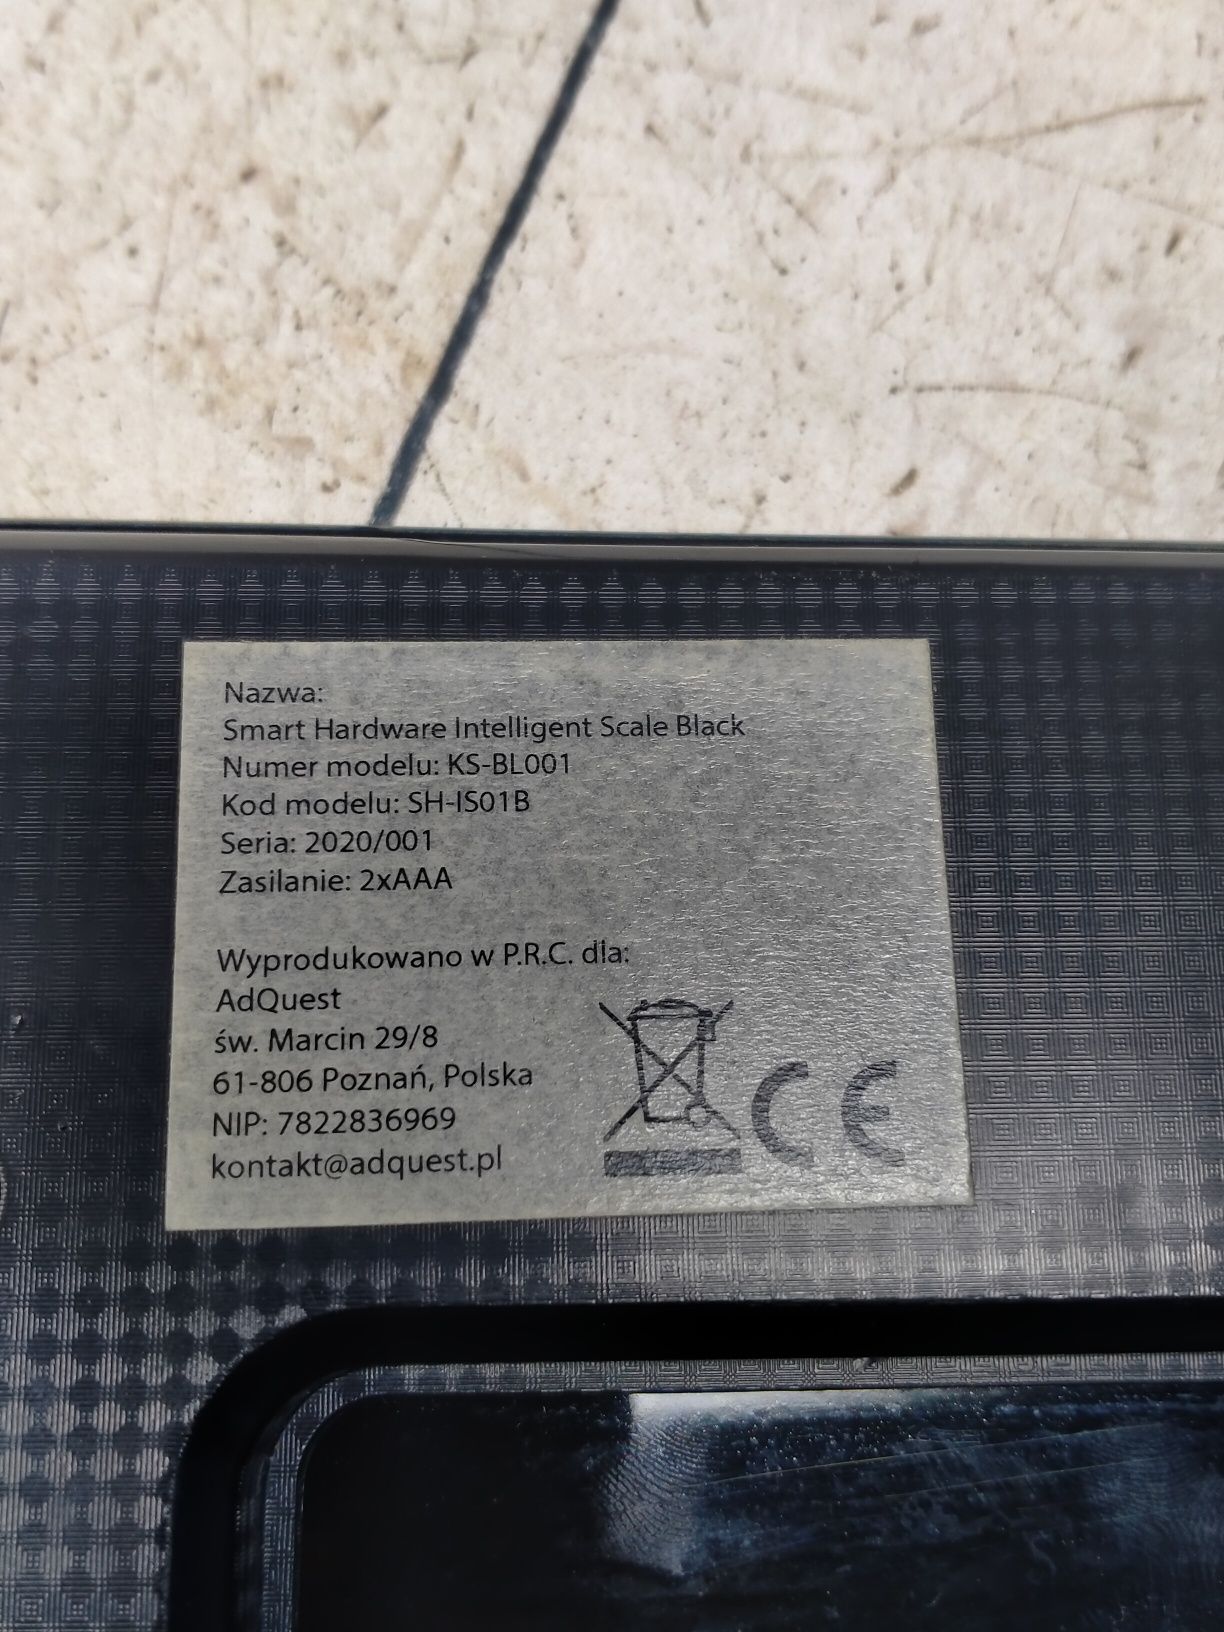 Nazwa:
Smart Hardware Intelligent Scale Black
Numer modelu: KS-BL001
Kod modelu: SH-IS01B
Seria: 2020/001
Zasilanie: 2xAAA
Wyprodukowano w P.R.C. dla:
AdQuest
św. Marcin 29/8
61-806 Poznań, Polska
NIP: 7822836969
kontakt@adquest.pl
CE